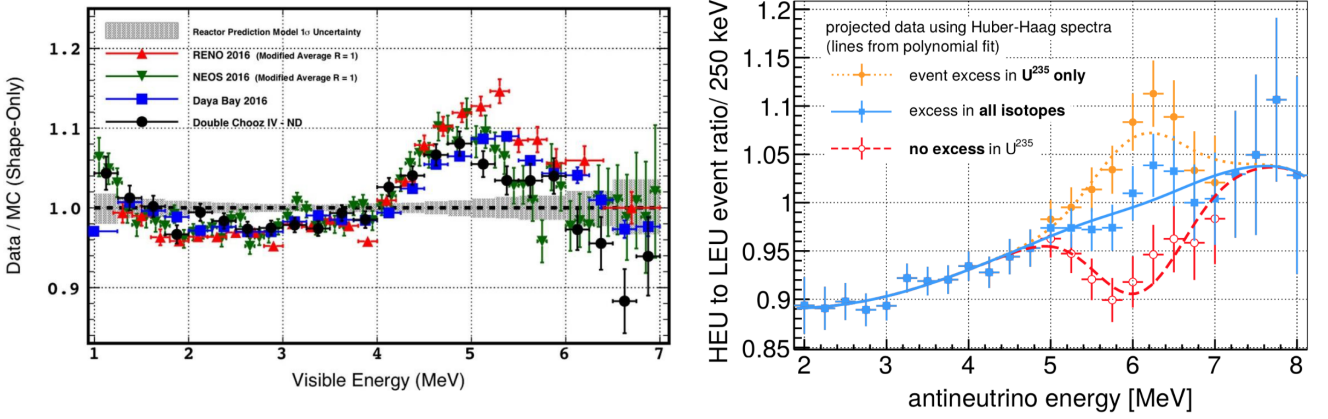 Data / MC (Shape-Only)
1.2
1.1
1.0
0.9
Reactor Prediction Model 1σ Uncertainty
RENO 2016 (Modified Average R = 1)
NEOS 2016 (Modified Average R = 1)
Daya Bay 2016
Double Chooz IV - ND
1 2 3 4 5 6 7
Visible Energy (MeV)
HEU to LEU event ratio/ 250 keV
1.2
1.15
1.1
1.05
1
0.95
0.9
0.85
projected data using Huber-Haag spectra
(lines from polynomial fit)
event excess in U²³⁵ only
excess in all isotopes
no excess in U²³⁵
2 3 4 5 6 7 8
antineutrino energy [MeV]